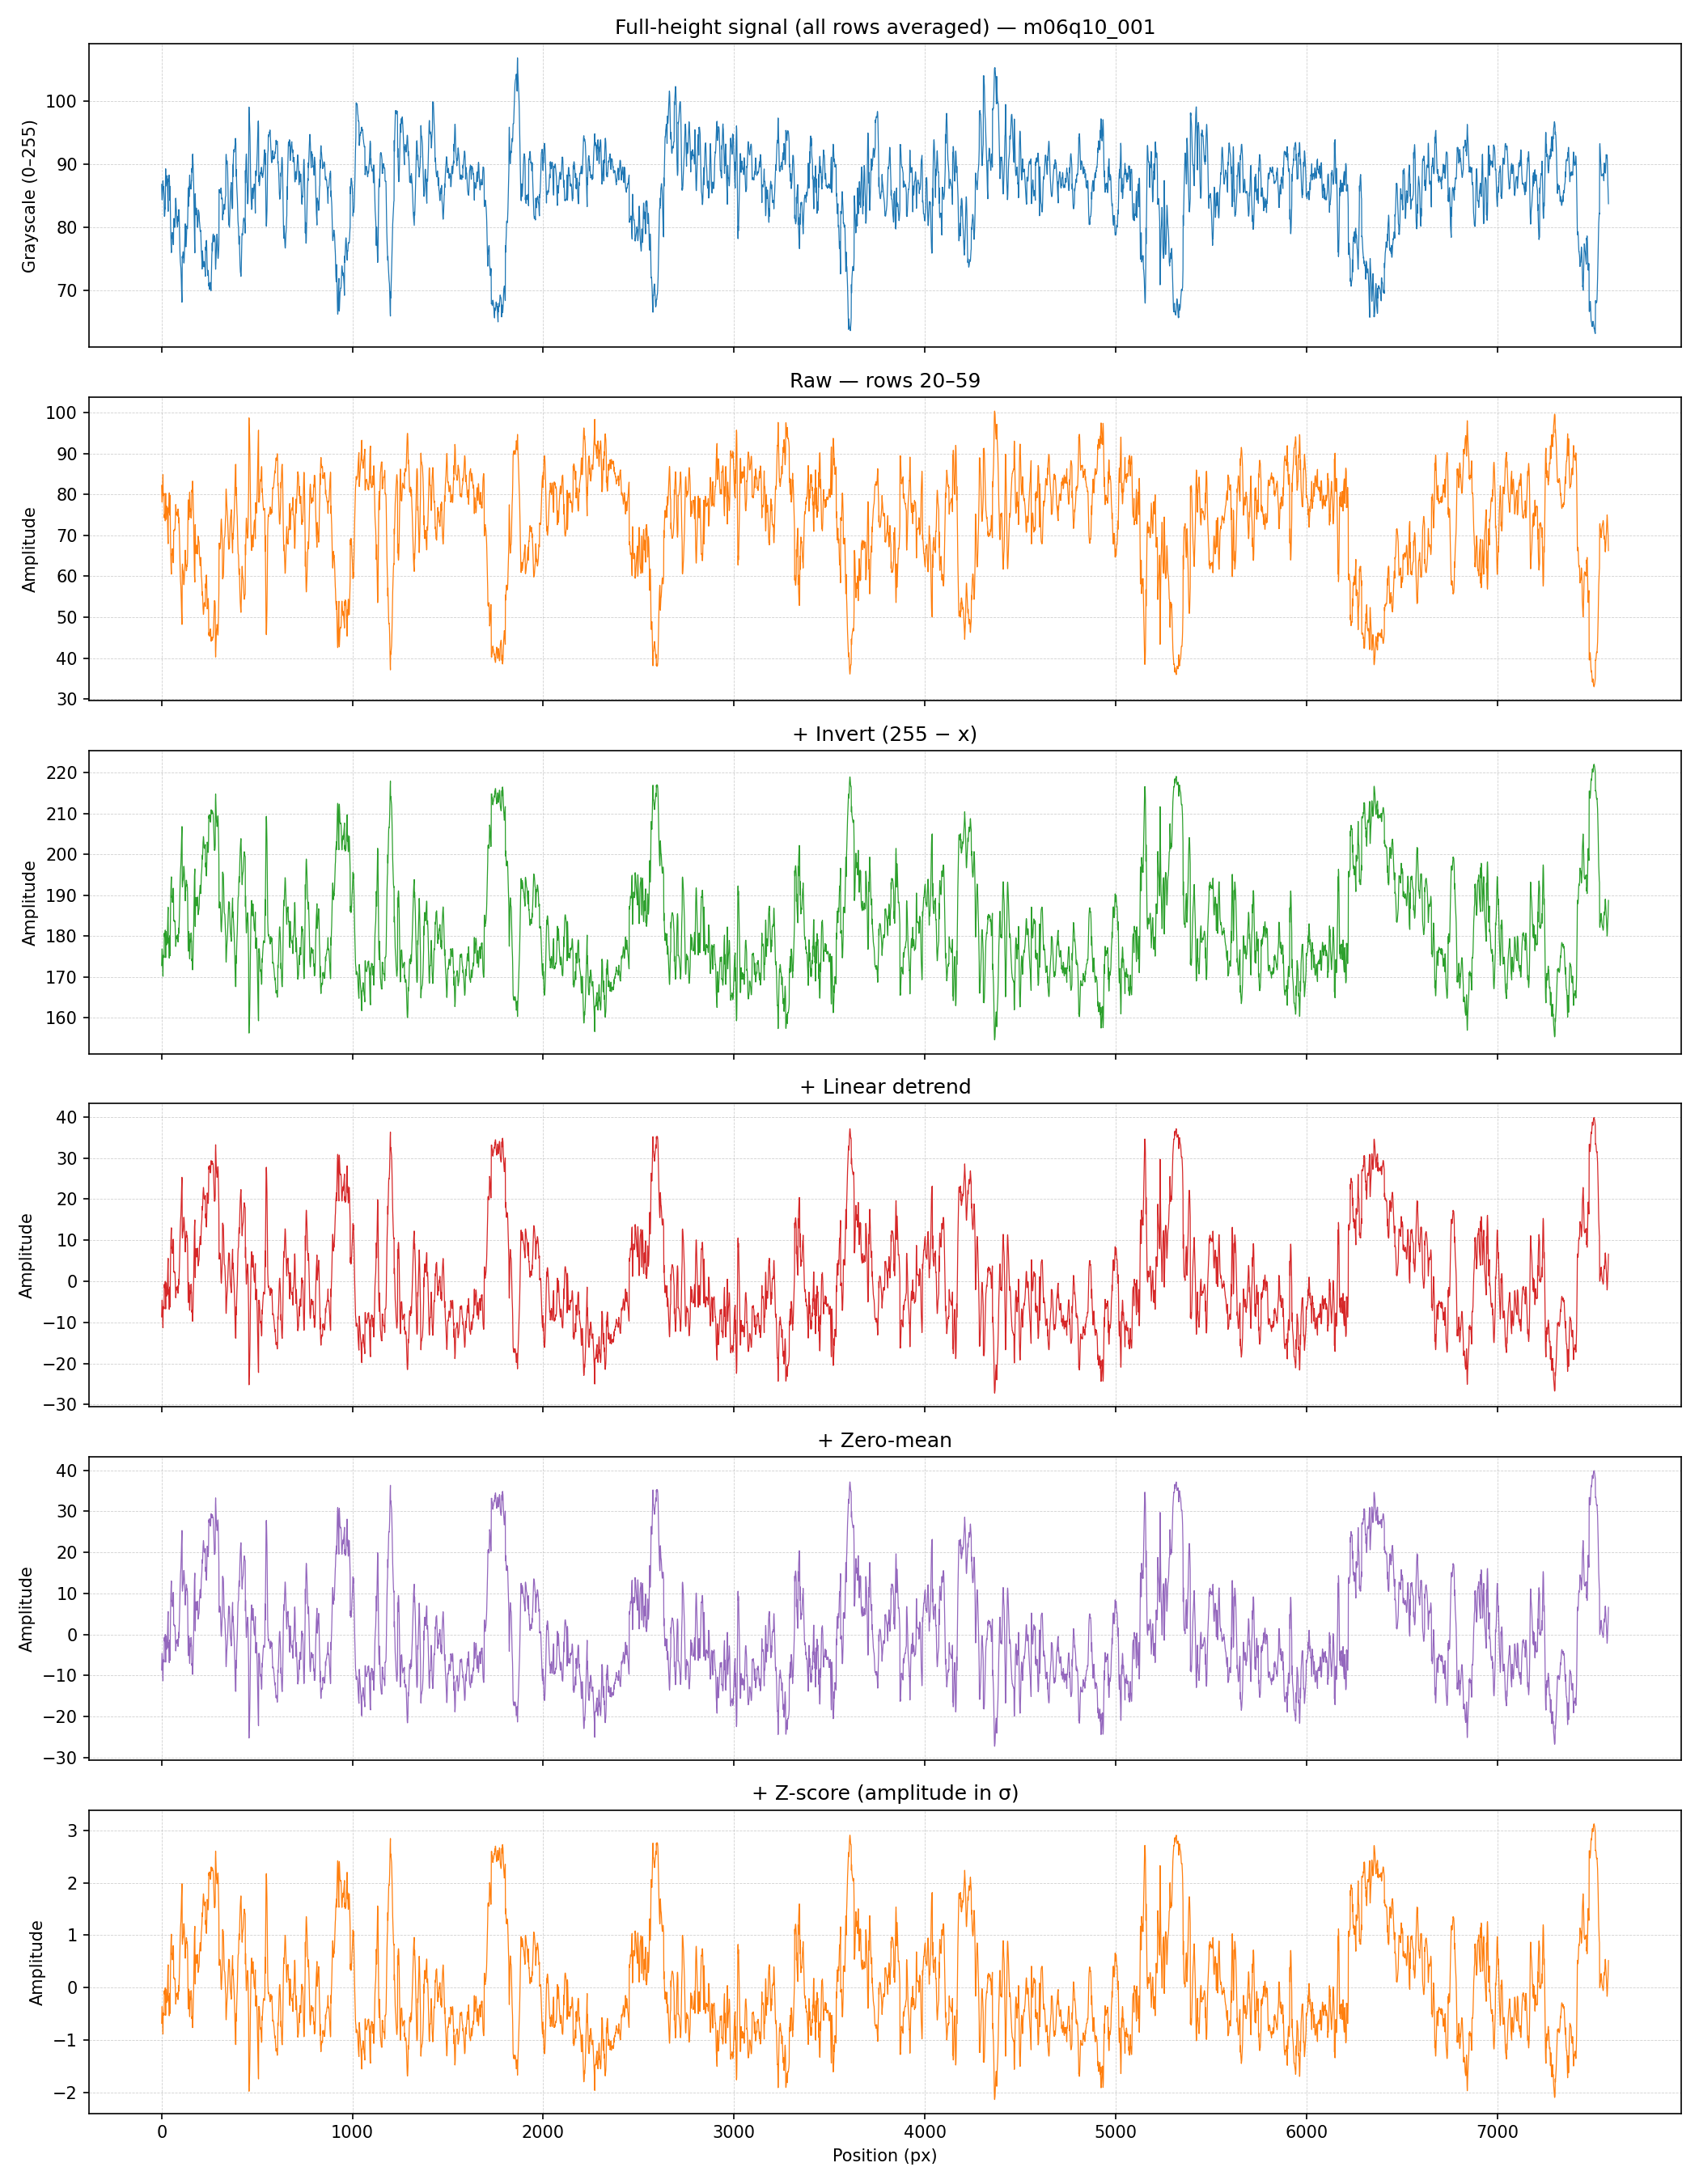 Full-height signal (all rows averaged) — m06q10_001
Grayscale (0–255)
100
90
80
70
Raw — rows 20–59
Amplitude
100
90
80
70
60
50
40
30
+ Invert (255 − x)
Amplitude
220
210
200
190
180
170
160
+ Linear detrend
Amplitude
40
30
20
10
0
−10
−20
−30
+ Zero-mean
Amplitude
40
30
20
10
0
−10
−20
−30
+ Z-score (amplitude in σ)
Amplitude
3
2
1
0
−1
−2
0 1000 2000 3000 4000 5000 6000 7000
Position (px)